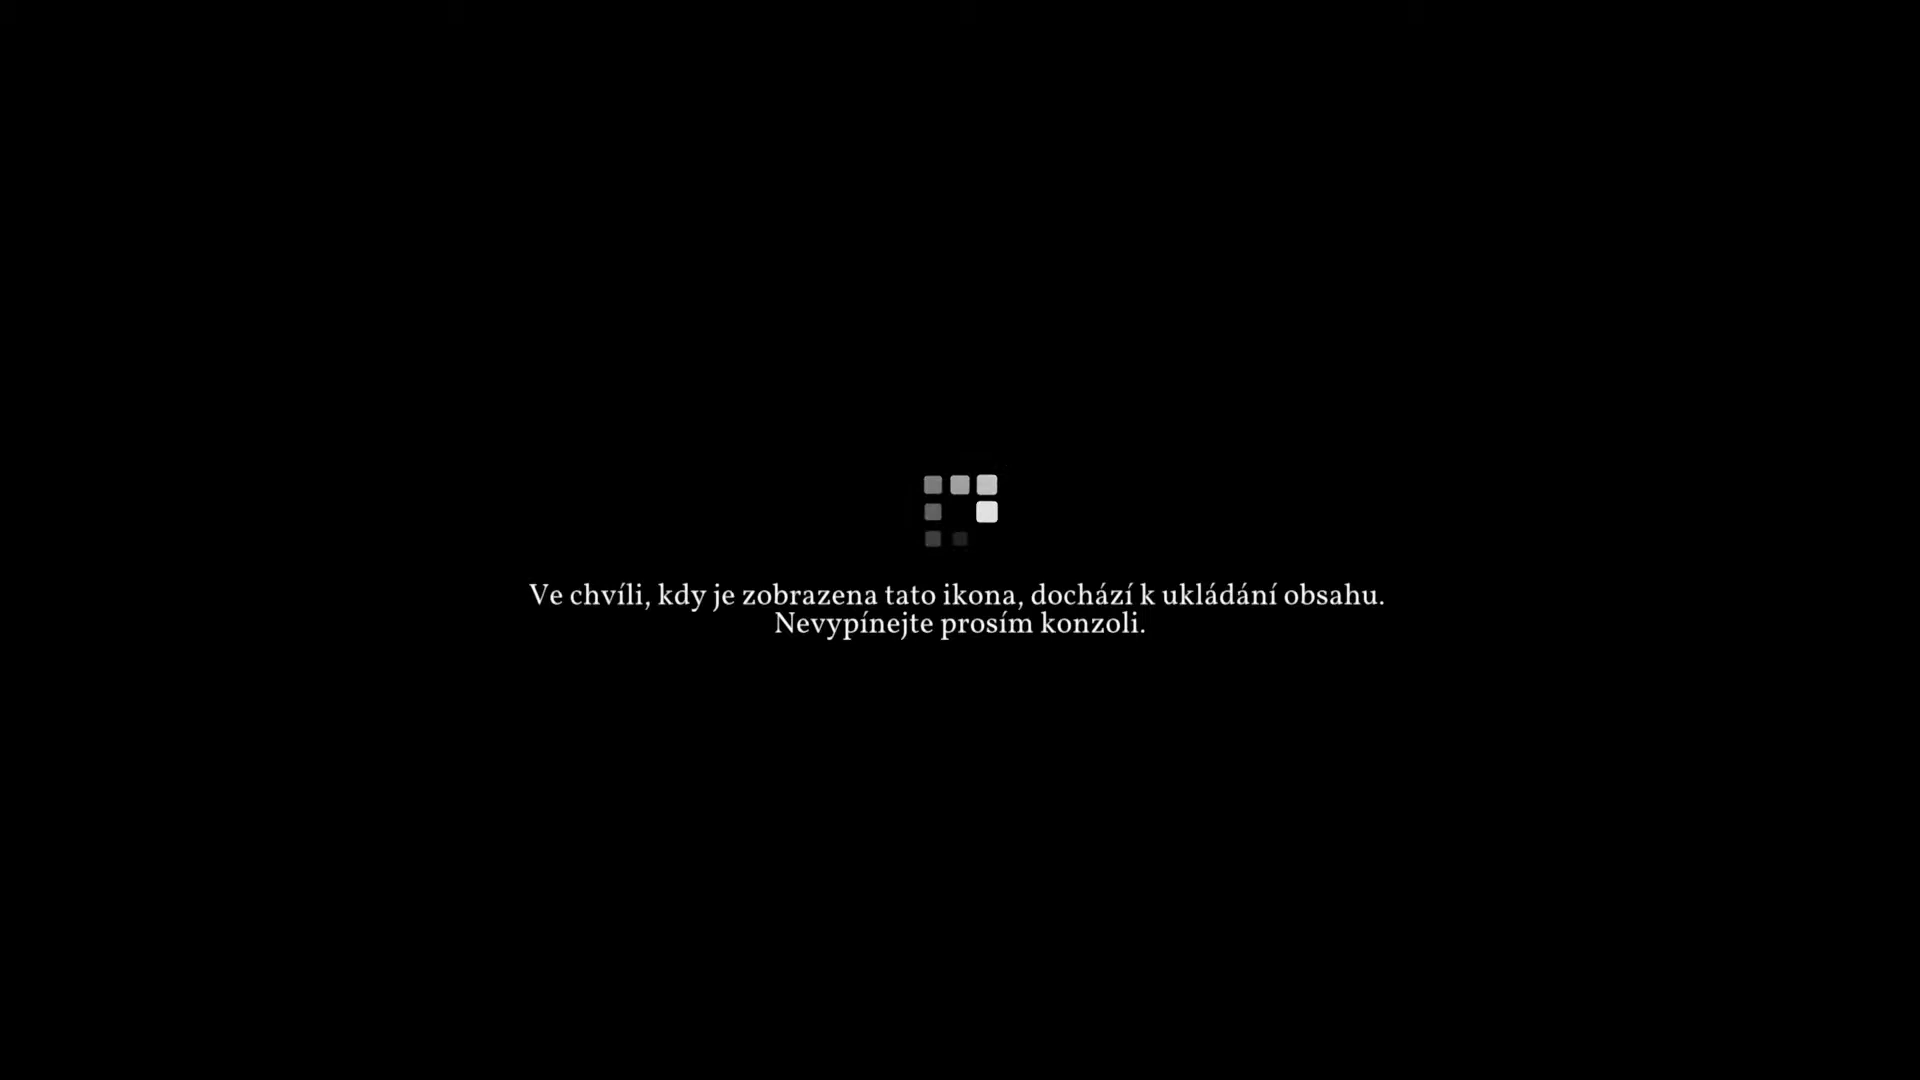 Ve chvíli, kdy je zobrazena tato ikona, dochází k ukládání obsahu.
Nevypínejte prosím konzoli.